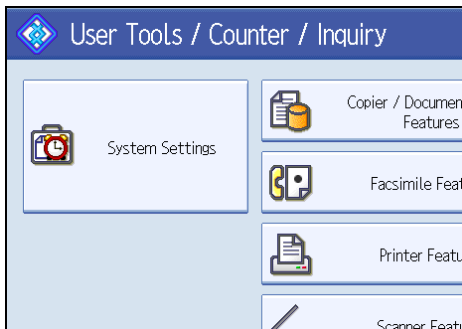 User Tools / Counter / Inquiry
System Settings
Copier / Documen
Features
Facsimile Feat
Printer Featu
Scanner Featu